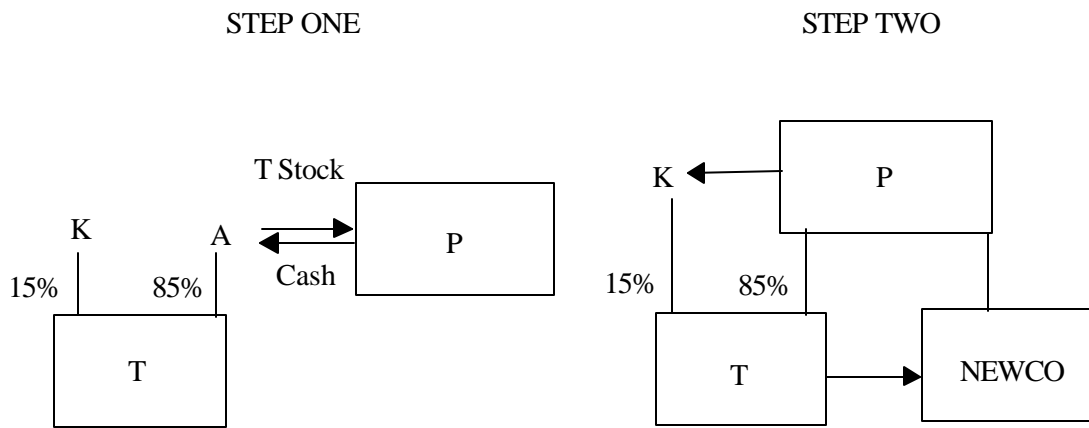 STEP ONE
T Stock
K
A
P
Cash
15%
85%
T
STEP TWO
K
P
15%
85%
T
NEWCO